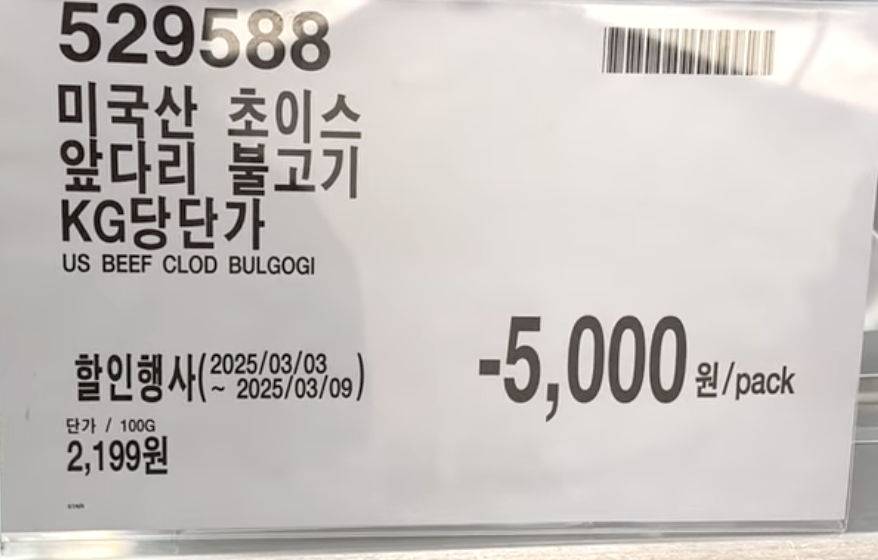 529588
미국산 초이스
앞다리 불고기
KG당단가
US BEEF CLOD BULGOGI
할인행사(2025/03/03 ~ 2025/03/09)
-5,000원/pack
단가 / 100G
2,199원